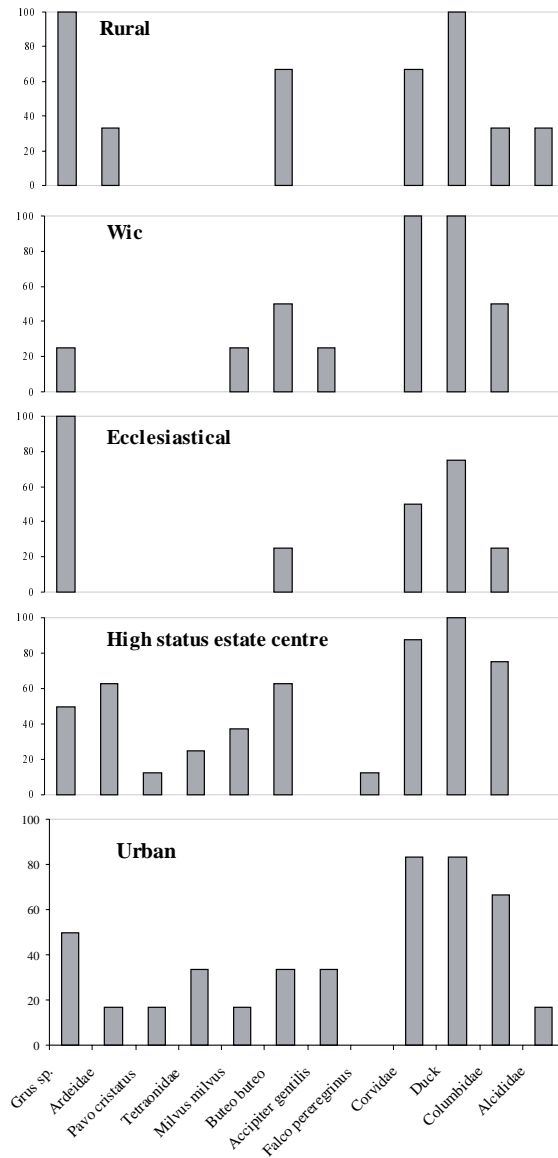 Rural
100
80
60
40
20
0
Wic
100
80
60
40
20
0
Ecclesiastical
100
80
60
40
20
0
High status estate centre
100
80
60
40
20
0
Urban
100
80
60
40
20
0
Grus sp.
Ardeidae
Pavo cristatus
Tetraonidae
Milvus milvus
Buteo buteo
Accipiter gentilis
Falco pereregrinus
Corvidae
Duck
Columbidae
Alcitidae